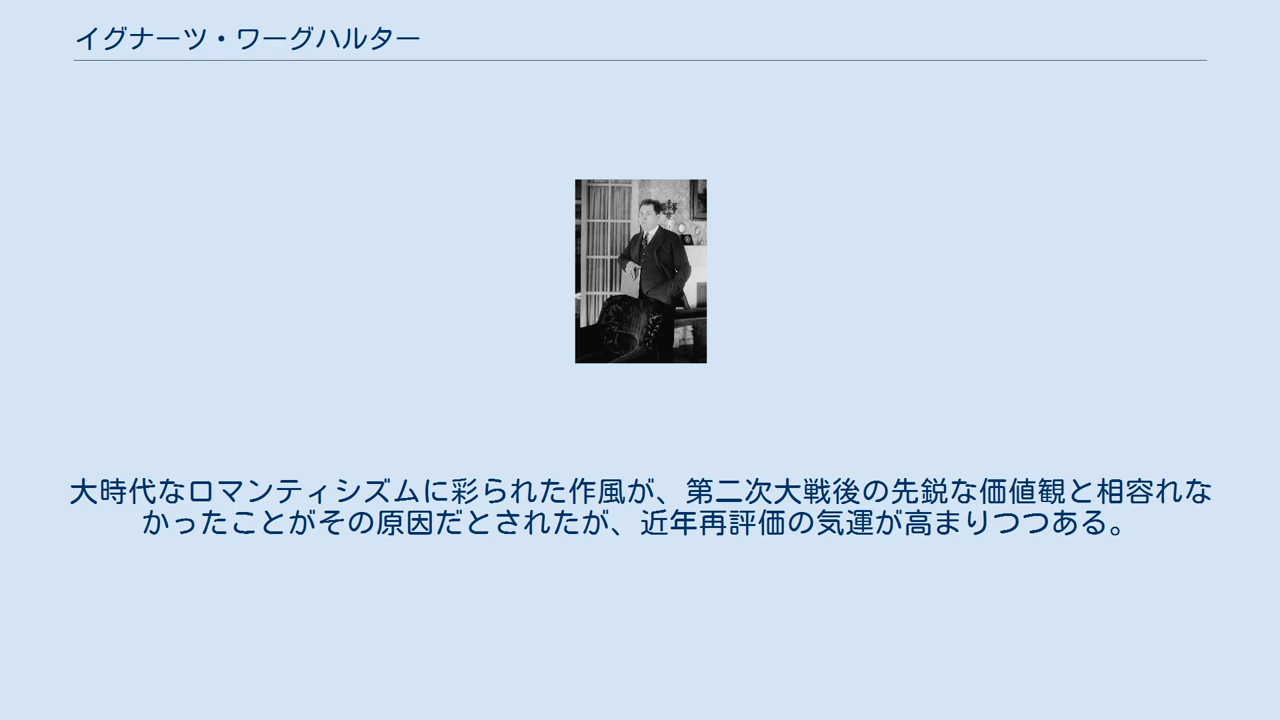 イグナーツ・ワーグハルター
大時代なロマンティシズムに彩られた作風が、第二次大戦後の先鋭な価値観と相容れな
かったことがその原因だとされたが、近年再評価の気運が高まりつつある。